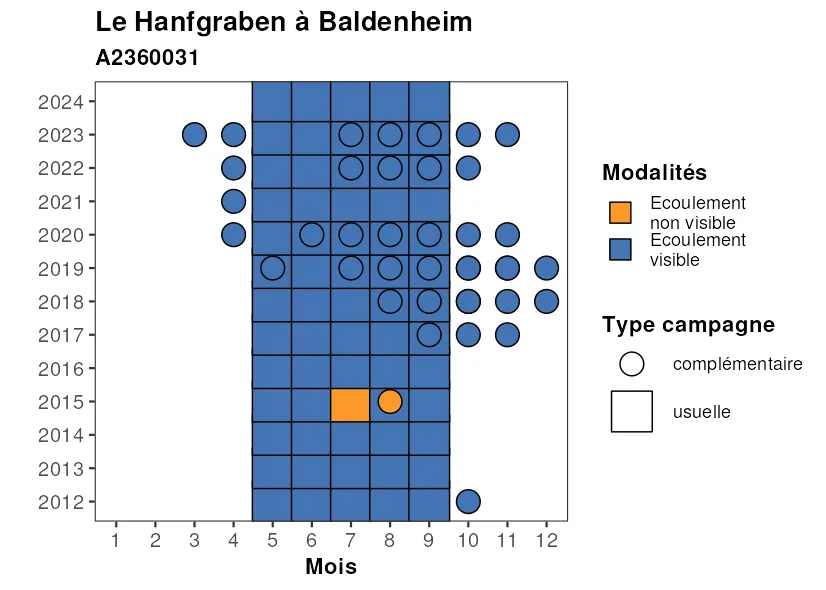 Le Hanfgraben à Baldenheim
A2360031
2024
2023
2022
2021
2020
2019
2018
2017
2016
2015
2014
2013
2012
1 2 3 4 5 6 7 8 9 10 11 12
Mois
Modalités
Ecoulement
non visible
Ecoulement
visible
Type campagne
complémentaire
usuelle